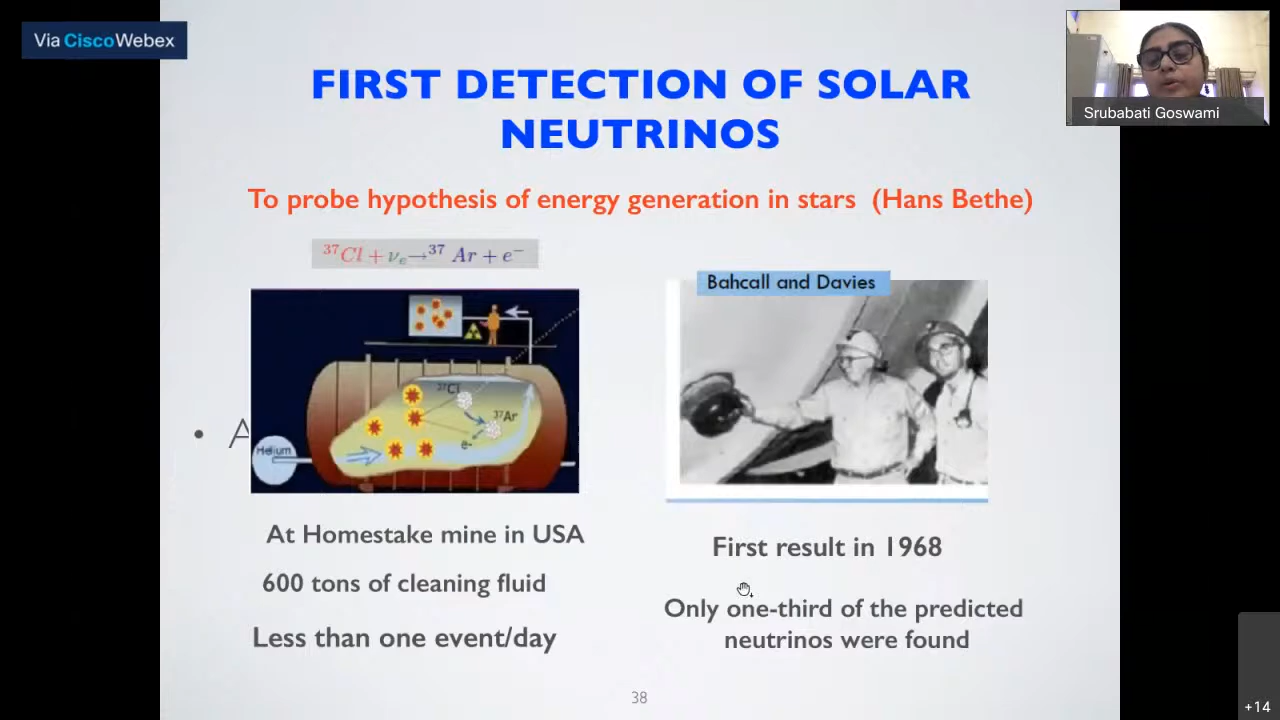 Via CiscoWebex
Srubabati Goswami
FIRST DETECTION OF SOLAR
NEUTRINOS
To probe hypothesis of energy generation in stars (Hans Bethe)
³⁷Cl + νₑ→³⁷ Ar + e⁻
Bahcall and Davies
³⁷Cl
³⁷Ar
e-
Helium
• A
At Homestake mine in USA
600 tons of cleaning fluid
Less than one event/day
First result in 1968
Only one-third of the predicted
neutrinos were found
38
+14